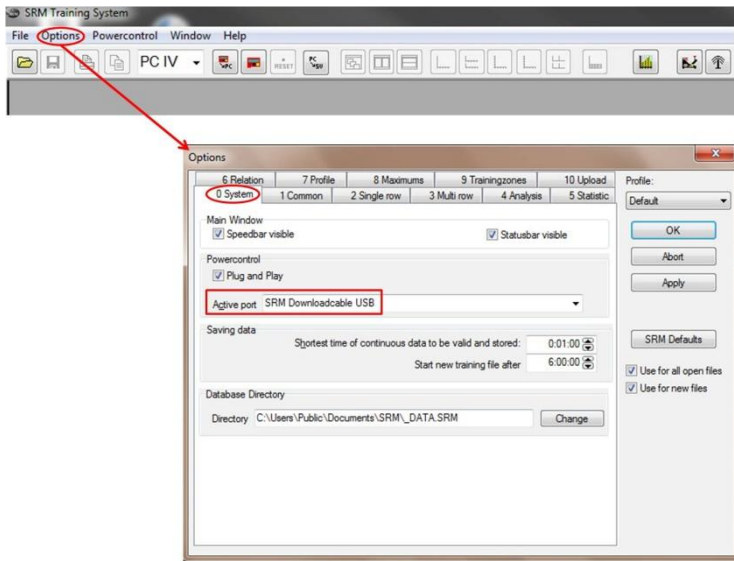 SRM Training System
File Options Powercontrol Window Help
PC IV
PC
RESET
PC
SU
Options
6 Relation 7 Profile 8 Maximums 9 Trainingzones 10 Upload
0 System 1 Common 2 Single row 3 Multi row 4 Analysis 5 Statistic
Profile:
Default
Main Window
Speedbar visible Statusbar visible
OK
Powercontrol
Abort
Plug and Play
Apply
Active port SRM Downloadcable USB
Saving data
Shortest time of continuous data to be valid and stored: 0:01:00
SRM Defaults
Start new training file after 6:00:00
Use for all open files
Use for new files
Database Directory
Directory C:\Users\Public\Documents\SRM\_DATA.SRM Change